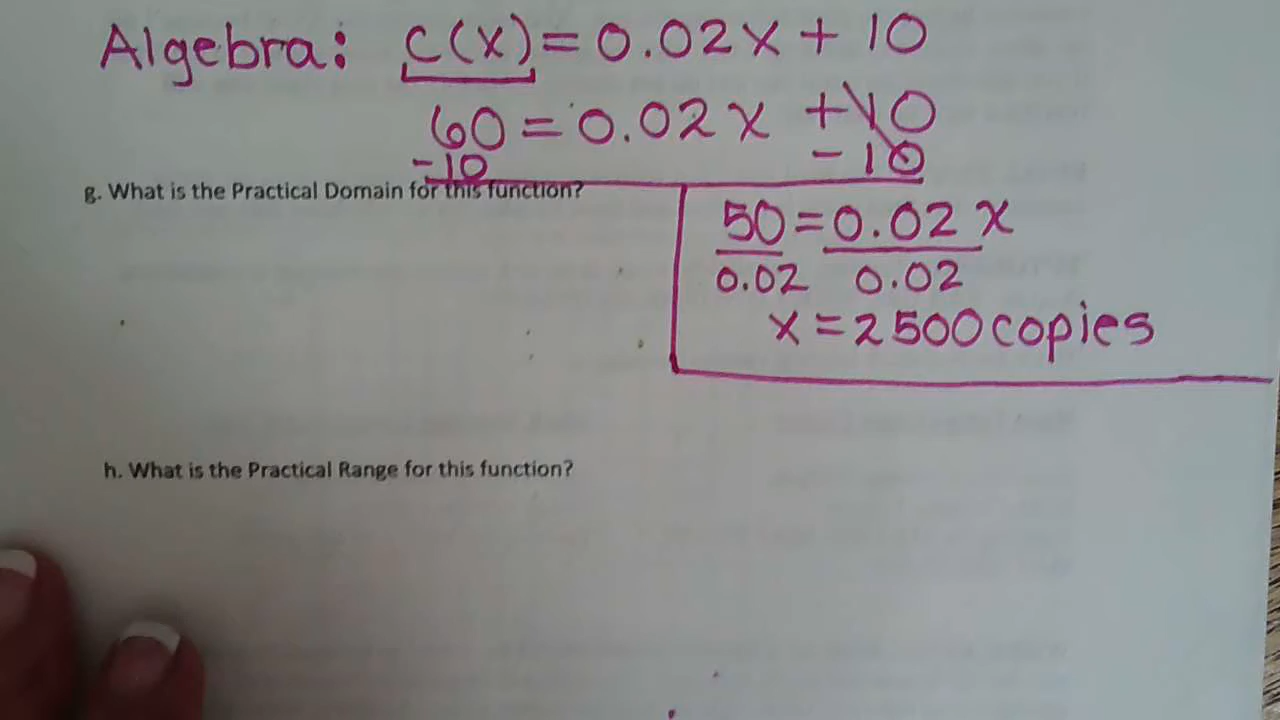 Algebra: C(x) = 0.02x + 10
60 = 0.02x + 10
-10 -10
g. What is the Practical Domain for this function?
50 = 0.02x
0.02 0.02
x = 2500 copies
h. What is the Practical Range for this function?